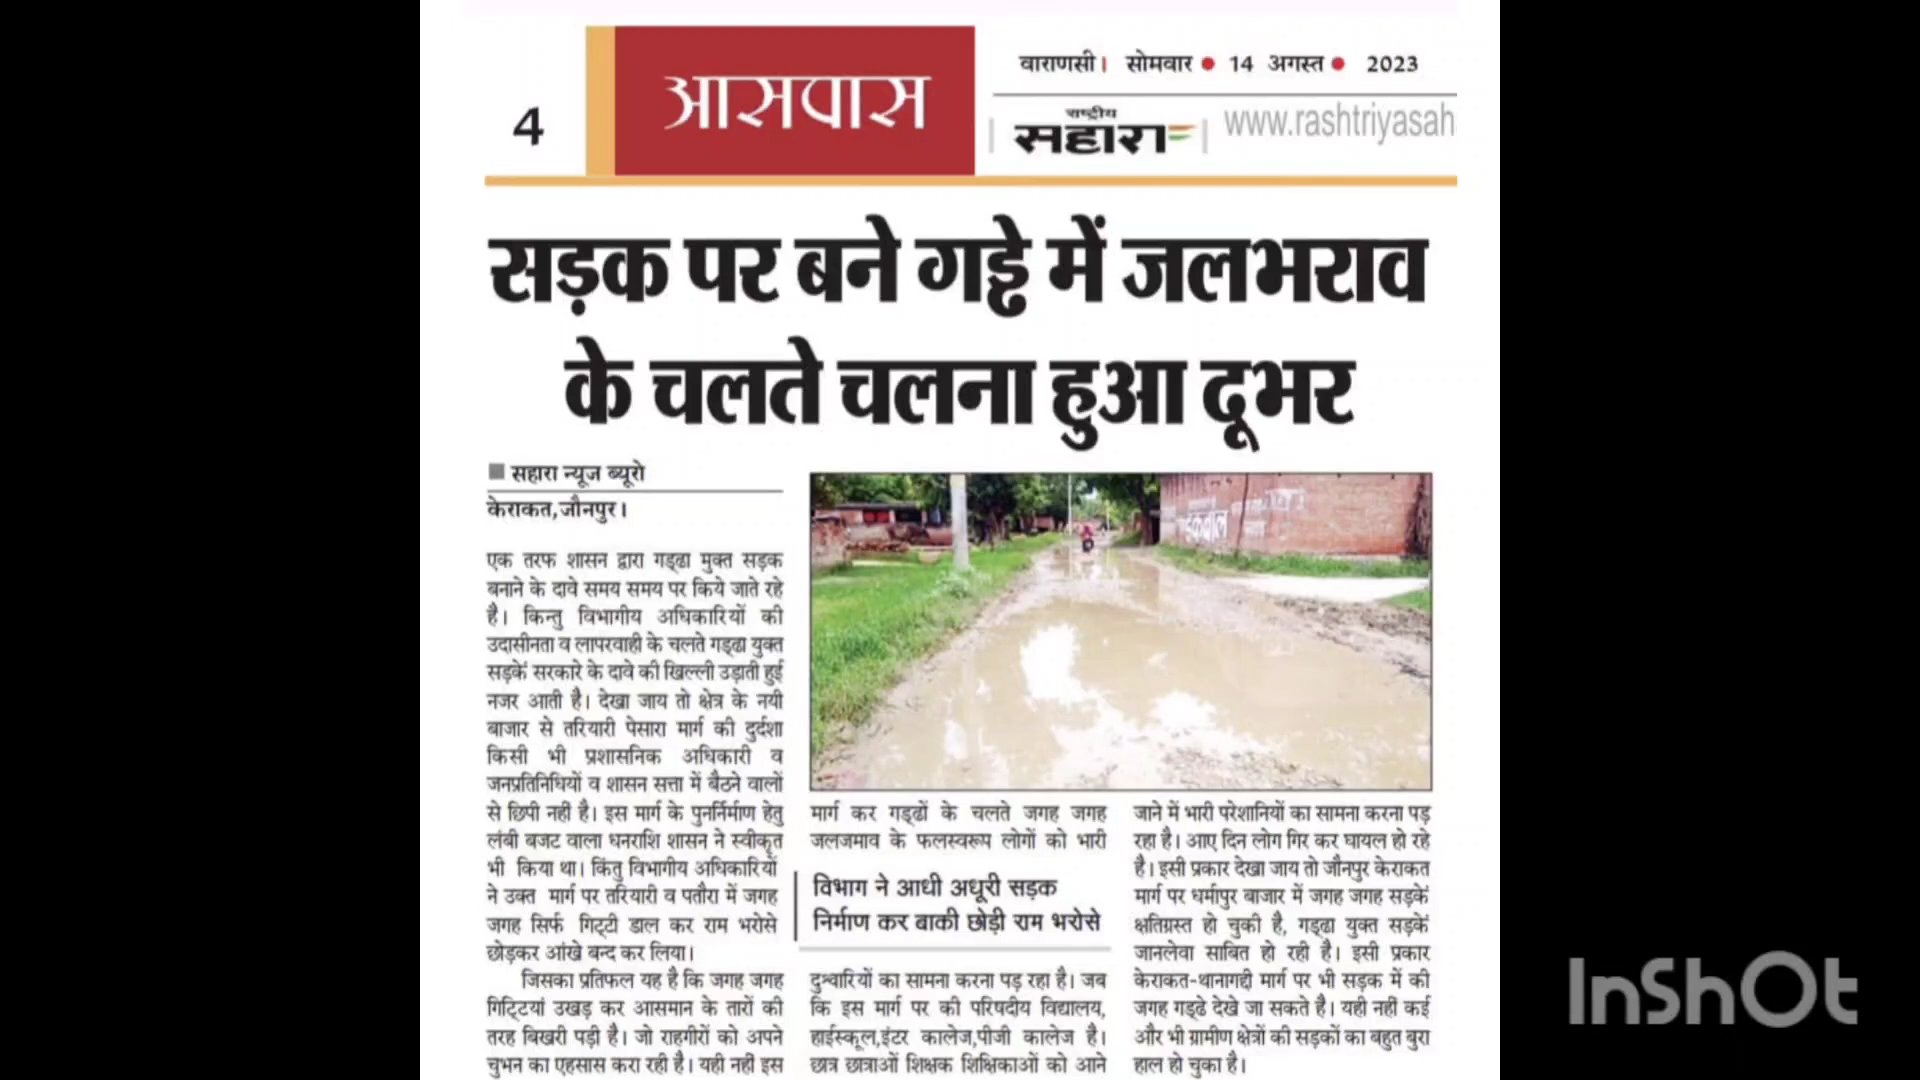 4
आसपास
वाराणसी। सोमवार ● 14 अगस्त ● 2023
राष्ट्रीय
सहारा
www.rashtriyasah
सड़क पर बने गड्ढे में जलभराव
के चलते चलना हुआ दूभर
सहारा न्यूज ब्यूरो
केराकत,जौनपुर।
एक तरफ शासन द्वारा गड्ढा मुक्त सड़क
बनाने के दावे समय समय पर किये जाते रहे
है। किन्तु विभागीय अधिकारियों की
उदासीनता व लापरवाही के चलते गड्ढा युक्त
सड़कें सरकारे के दावे की खिल्ली उड़ाती हुई
नजर आती है। देखा जाय तो क्षेत्र के नयी
बाजार से तरियारी पेसारा मार्ग की दुर्दशा
किसी भी प्रशासनिक अधिकारी व
जनप्रतिनिधियों व शासन सत्ता में बैठने वालों
से छिपी नहीं है। इस मार्ग के पुनर्निर्माण हेतु
लंबी बजट वाला धनराशि शासन ने स्वीकृत
भी किया था। किंतु विभागीय अधिकारियों
ने उक्त मार्ग पर तरियारी व पतौरा में जगह
जगह सिर्फ गिट्टी डाल कर राम भरोसे
छोड़कर आंखे बन्द कर लिया।
जिसका प्रतिफल यह है कि जगह जगह
गिट्टियां उखड़ कर आसमान के तारों की
तरह बिखरी पड़ी है। जो राहगीरों को अपने
चुभन का एहसास करा रही है। यही नहीं इस
इकबाल
मार्ग कर गड्ढों के चलते जगह जगह
जलजमाव के फलस्वरूप लोगों को भारी
विभाग ने आधी अधूरी सड़क
निर्माण कर बाकी छोड़ी राम भरोसे
दुश्वारियों का सामना करना पड़ रहा है। जब
कि इस मार्ग पर की परिषदीय विद्यालय,
हाईस्कूल,इंटर कालेज,पीजी कालेज है।
छात्र छात्राओं शिक्षक शिक्षिकाओं को आने
जाने में भारी परेशानियों का सामना करना पड़
रहा है। आए दिन लोग गिर कर घायल हो रहे
है। इसी प्रकार देखा जाय तो जौनपुर केराकत
मार्ग पर धर्मापुर बाजार में जगह जगह सड़कें
क्षतिग्रस्त हो चुकी है, गड्ढा युक्त सड़कें
जानलेवा साबित हो रही है। इसी प्रकार
केराकत-थानागद्दी मार्ग पर भी सड़क में की
जगह गड्ढे देखे जा सकते है। यही नहीं कई
और भी ग्रामीण क्षेत्रों की सड़कों का बहुत बुरा
हाल हो चुका है।
InShOt